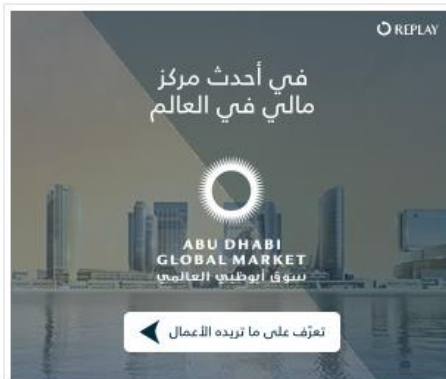 REPLAY
في أحدث مركز
مالي في العالم
ABU DHABI
GLOBAL MARKET
سوق أبوظبي العالمي
تعرّف على ما تريده الأعمال